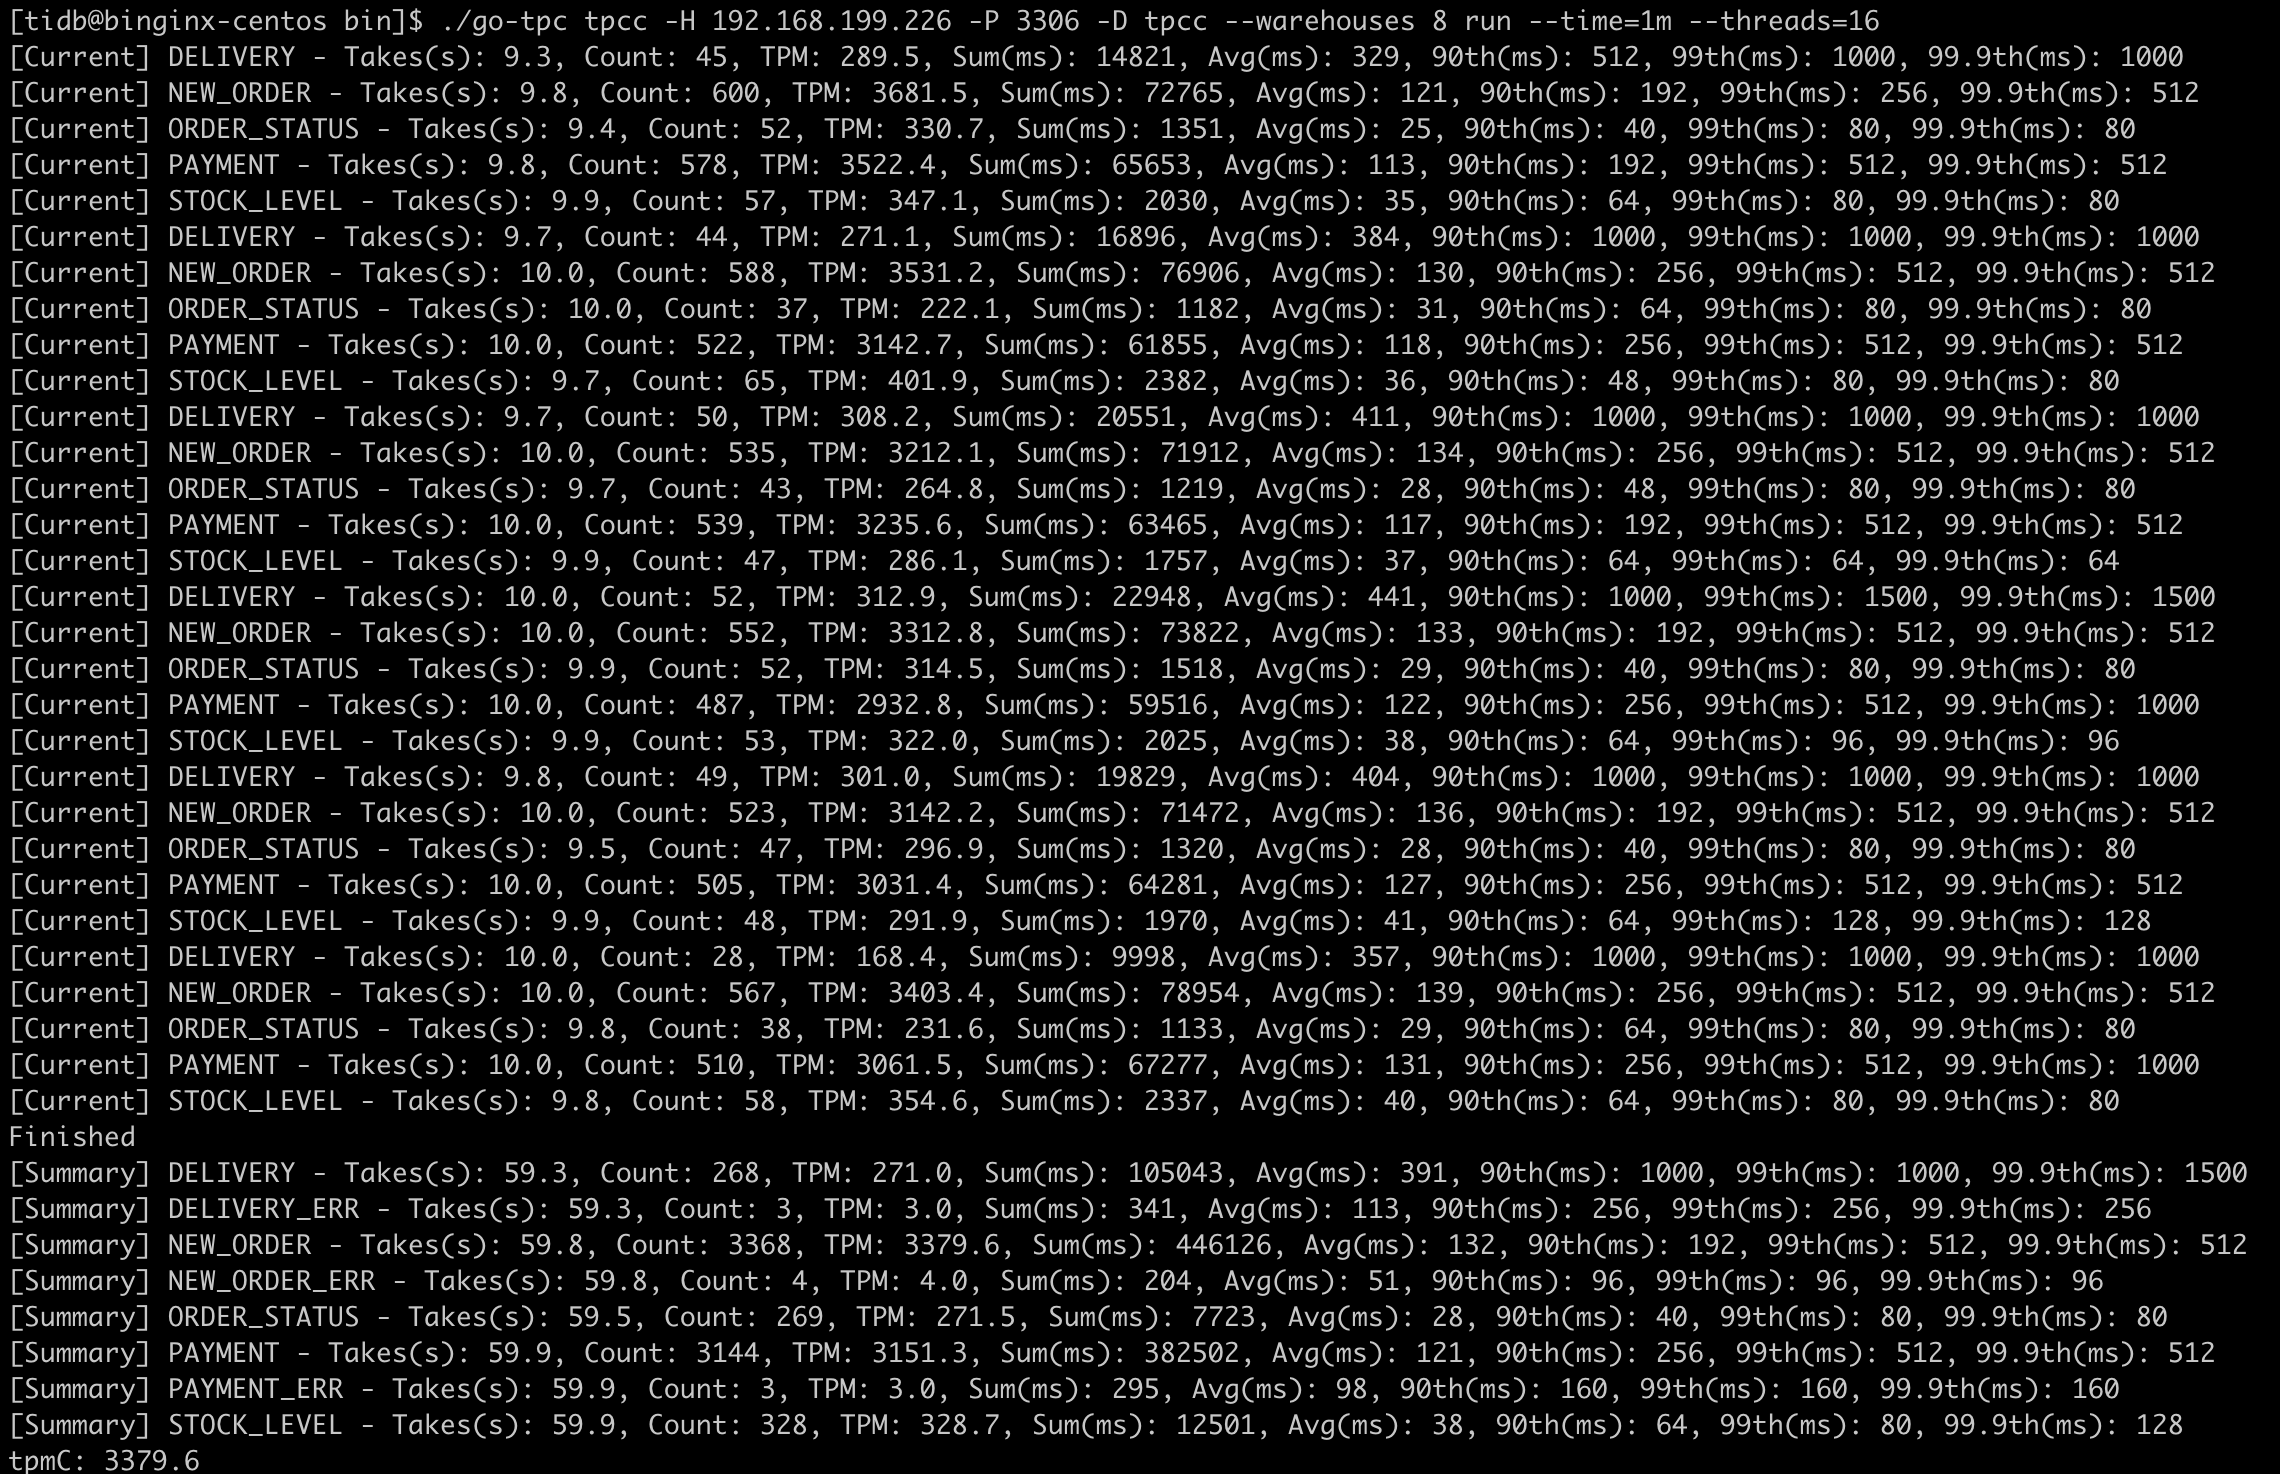 [tidb@binginx-centos bin]$ ./go-tpc tpcc -H 192.168.199.226 -P 3306 -D tpcc --warehouses 8 run --time=1m --threads=16
[Current] DELIVERY - Takes(s): 9.3, Count: 45, TPM: 289.5, Sum(ms): 14821, Avg(ms): 329, 90th(ms): 512, 99th(ms): 1000, 99.9th(ms): 1000
[Current] NEW_ORDER - Takes(s): 9.8, Count: 600, TPM: 3681.5, Sum(ms): 72765, Avg(ms): 121, 90th(ms): 192, 99th(ms): 256, 99.9th(ms): 512
[Current] ORDER_STATUS - Takes(s): 9.4, Count: 52, TPM: 330.7, Sum(ms): 1351, Avg(ms): 25, 90th(ms): 40, 99th(ms): 80, 99.9th(ms): 80
[Current] PAYMENT - Takes(s): 9.8, Count: 578, TPM: 3522.4, Sum(ms): 65653, Avg(ms): 113, 90th(ms): 192, 99th(ms): 512, 99.9th(ms): 512
[Current] STOCK_LEVEL - Takes(s): 9.9, Count: 57, TPM: 347.1, Sum(ms): 2030, Avg(ms): 35, 90th(ms): 64, 99th(ms): 80, 99.9th(ms): 80
[Current] DELIVERY - Takes(s): 9.7, Count: 44, TPM: 271.1, Sum(ms): 16896, Avg(ms): 384, 90th(ms): 1000, 99th(ms): 1000, 99.9th(ms): 1000
[Current] NEW_ORDER - Takes(s): 10.0, Count: 588, TPM: 3531.2, Sum(ms): 76906, Avg(ms): 130, 90th(ms): 256, 99th(ms): 512, 99.9th(ms): 512
[Current] ORDER_STATUS - Takes(s): 10.0, Count: 37, TPM: 222.1, Sum(ms): 1182, Avg(ms): 31, 90th(ms): 64, 99th(ms): 80, 99.9th(ms): 80
[Current] PAYMENT - Takes(s): 10.0, Count: 522, TPM: 3142.7, Sum(ms): 61855, Avg(ms): 118, 90th(ms): 256, 99th(ms): 512, 99.9th(ms): 512
[Current] STOCK_LEVEL - Takes(s): 9.7, Count: 65, TPM: 401.9, Sum(ms): 2382, Avg(ms): 36, 90th(ms): 48, 99th(ms): 80, 99.9th(ms): 80
[Current] DELIVERY - Takes(s): 9.7, Count: 50, TPM: 308.2, Sum(ms): 20551, Avg(ms): 411, 90th(ms): 1000, 99th(ms): 1000, 99.9th(ms): 1000
[Current] NEW_ORDER - Takes(s): 10.0, Count: 535, TPM: 3212.1, Sum(ms): 71912, Avg(ms): 134, 90th(ms): 256, 99th(ms): 512, 99.9th(ms): 512
[Current] ORDER_STATUS - Takes(s): 9.7, Count: 43, TPM: 264.8, Sum(ms): 1219, Avg(ms): 28, 90th(ms): 48, 99th(ms): 80, 99.9th(ms): 80
[Current] PAYMENT - Takes(s): 10.0, Count: 539, TPM: 3235.6, Sum(ms): 63465, Avg(ms): 117, 90th(ms): 192, 99th(ms): 512, 99.9th(ms): 512
[Current] STOCK_LEVEL - Takes(s): 9.9, Count: 47, TPM: 286.1, Sum(ms): 1757, Avg(ms): 37, 90th(ms): 64, 99th(ms): 64, 99.9th(ms): 64
[Current] DELIVERY - Takes(s): 10.0, Count: 52, TPM: 312.9, Sum(ms): 22948, Avg(ms): 441, 90th(ms): 1000, 99th(ms): 1500, 99.9th(ms): 1500
[Current] NEW_ORDER - Takes(s): 10.0, Count: 552, TPM: 3312.8, Sum(ms): 73822, Avg(ms): 133, 90th(ms): 192, 99th(ms): 512, 99.9th(ms): 512
[Current] ORDER_STATUS - Takes(s): 9.9, Count: 52, TPM: 314.5, Sum(ms): 1518, Avg(ms): 29, 90th(ms): 40, 99th(ms): 80, 99.9th(ms): 80
[Current] PAYMENT - Takes(s): 10.0, Count: 487, TPM: 2932.8, Sum(ms): 59516, Avg(ms): 122, 90th(ms): 256, 99th(ms): 512, 99.9th(ms): 1000
[Current] STOCK_LEVEL - Takes(s): 9.9, Count: 53, TPM: 322.0, Sum(ms): 2025, Avg(ms): 38, 90th(ms): 64, 99th(ms): 96, 99.9th(ms): 96
[Current] DELIVERY - Takes(s): 9.8, Count: 49, TPM: 301.0, Sum(ms): 19829, Avg(ms): 404, 90th(ms): 1000, 99th(ms): 1000, 99.9th(ms): 1000
[Current] NEW_ORDER - Takes(s): 10.0, Count: 523, TPM: 3142.2, Sum(ms): 71472, Avg(ms): 136, 90th(ms): 192, 99th(ms): 512, 99.9th(ms): 512
[Current] ORDER_STATUS - Takes(s): 9.5, Count: 47, TPM: 296.9, Sum(ms): 1320, Avg(ms): 28, 90th(ms): 40, 99th(ms): 80, 99.9th(ms): 80
[Current] PAYMENT - Takes(s): 10.0, Count: 505, TPM: 3031.4, Sum(ms): 64281, Avg(ms): 127, 90th(ms): 256, 99th(ms): 512, 99.9th(ms): 512
[Current] STOCK_LEVEL - Takes(s): 9.9, Count: 48, TPM: 291.9, Sum(ms): 1970, Avg(ms): 41, 90th(ms): 64, 99th(ms): 128, 99.9th(ms): 128
[Current] DELIVERY - Takes(s): 10.0, Count: 28, TPM: 168.4, Sum(ms): 9998, Avg(ms): 357, 90th(ms): 1000, 99th(ms): 1000, 99.9th(ms): 1000
[Current] NEW_ORDER - Takes(s): 10.0, Count: 567, TPM: 3403.4, Sum(ms): 78954, Avg(ms): 139, 90th(ms): 256, 99th(ms): 512, 99.9th(ms): 512
[Current] ORDER_STATUS - Takes(s): 9.8, Count: 38, TPM: 231.6, Sum(ms): 1133, Avg(ms): 29, 90th(ms): 64, 99th(ms): 80, 99.9th(ms): 80
[Current] PAYMENT - Takes(s): 10.0, Count: 510, TPM: 3061.5, Sum(ms): 67277, Avg(ms): 131, 90th(ms): 256, 99th(ms): 512, 99.9th(ms): 1000
[Current] STOCK_LEVEL - Takes(s): 9.8, Count: 58, TPM: 354.6, Sum(ms): 2337, Avg(ms): 40, 90th(ms): 64, 99th(ms): 80, 99.9th(ms): 80
Finished
[Summary] DELIVERY - Takes(s): 59.3, Count: 268, TPM: 271.0, Sum(ms): 105043, Avg(ms): 391, 90th(ms): 1000, 99th(ms): 1000, 99.9th(ms): 1500
[Summary] DELIVERY_ERR - Takes(s): 59.3, Count: 3, TPM: 3.0, Sum(ms): 341, Avg(ms): 113, 90th(ms): 256, 99th(ms): 256, 99.9th(ms): 256
[Summary] NEW_ORDER - Takes(s): 59.8, Count: 3368, TPM: 3379.6, Sum(ms): 446126, Avg(ms): 132, 90th(ms): 192, 99th(ms): 512, 99.9th(ms): 512
[Summary] NEW_ORDER_ERR - Takes(s): 59.8, Count: 4, TPM: 4.0, Sum(ms): 204, Avg(ms): 51, 90th(ms): 96, 99th(ms): 96, 99.9th(ms): 96
[Summary] ORDER_STATUS - Takes(s): 59.5, Count: 269, TPM: 271.5, Sum(ms): 7723, Avg(ms): 28, 90th(ms): 40, 99th(ms): 80, 99.9th(ms): 80
[Summary] PAYMENT - Takes(s): 59.9, Count: 3144, TPM: 3151.3, Sum(ms): 382502, Avg(ms): 121, 90th(ms): 256, 99th(ms): 512, 99.9th(ms): 512
[Summary] PAYMENT_ERR - Takes(s): 59.9, Count: 3, TPM: 3.0, Sum(ms): 295, Avg(ms): 98, 90th(ms): 160, 99th(ms): 160, 99.9th(ms): 160
[Summary] STOCK_LEVEL - Takes(s): 59.9, Count: 328, TPM: 328.7, Sum(ms): 12501, Avg(ms): 38, 90th(ms): 64, 99th(ms): 80, 99.9th(ms): 128
tpmC: 3379.6